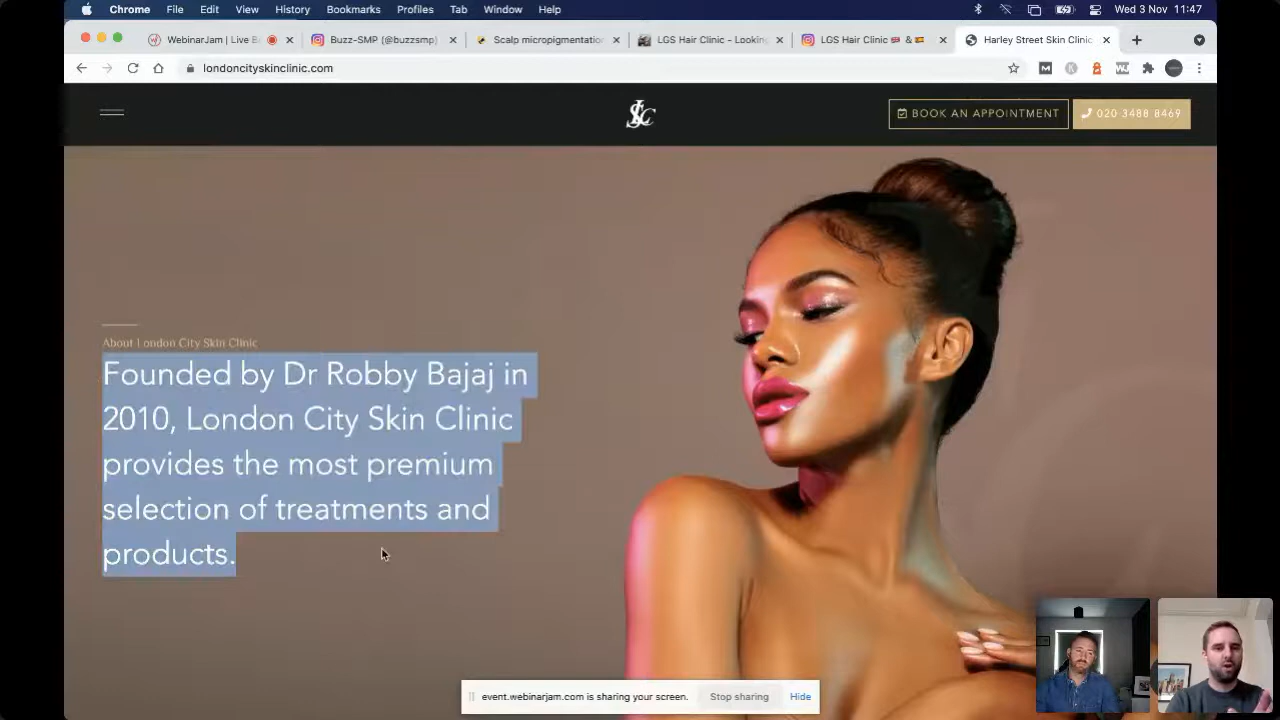 Chrome File Edit View History Bookmarks Profiles Tab Window Help Wed 3 Nov 11:47
WebinarJam | Live B Buzz-SMP (@buzzsmp) Scalp micropigmentation LGS Hair Clinic - Lookin LGS Hair Clinic Harley Street Skin Clinic
londoncityskinclinic.com
BOOK AN APPOINTMENT 020 3488 8469
About London City Skin Clinic
Founded by Dr Robby Bajaj in
2010, London City Skin Clinic
provides the most premium
selection of treatments and
products.
event.webinarjam.com is sharing your screen. Stop sharing Hide